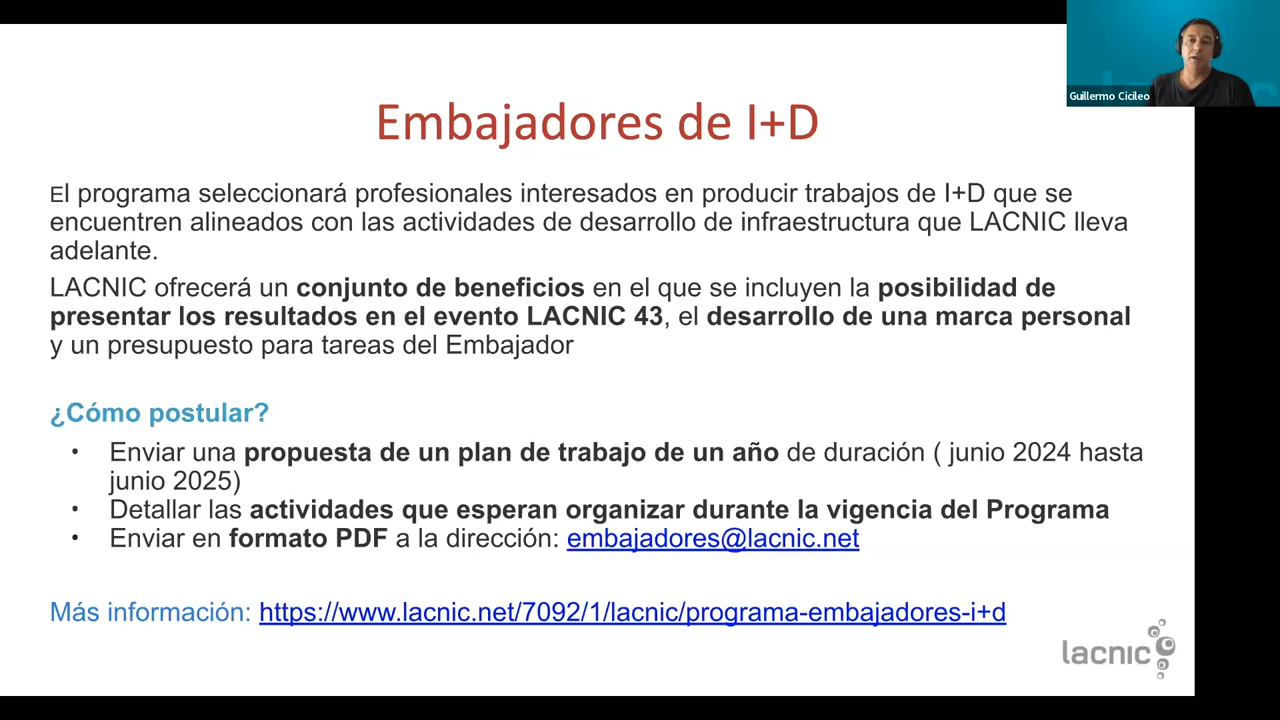 Guillermo Cicileo
Embajadores de I+D
El programa seleccionará profesionales interesados en producir trabajos de I+D que se
encuentren alineados con las actividades de desarrollo de infraestructura que LACNIC lleva
adelante.
LACNIC ofrecerá un conjunto de beneficios en el que se incluyen la posibilidad de
presentar los resultados en el evento LACNIC 43, el desarrollo de una marca personal
y un presupuesto para tareas del Embajador
¿Cómo postular?
• Enviar una propuesta de un plan de trabajo de un año de duración ( junio 2024 hasta
junio 2025)
• Detallar las actividades que esperan organizar durante la vigencia del Programa
• Enviar en formato PDF a la dirección: embajadores@lacnic.net
Más información: https://www.lacnic.net/7092/1/lacnic/programa-embajadores-i+d
lacnic